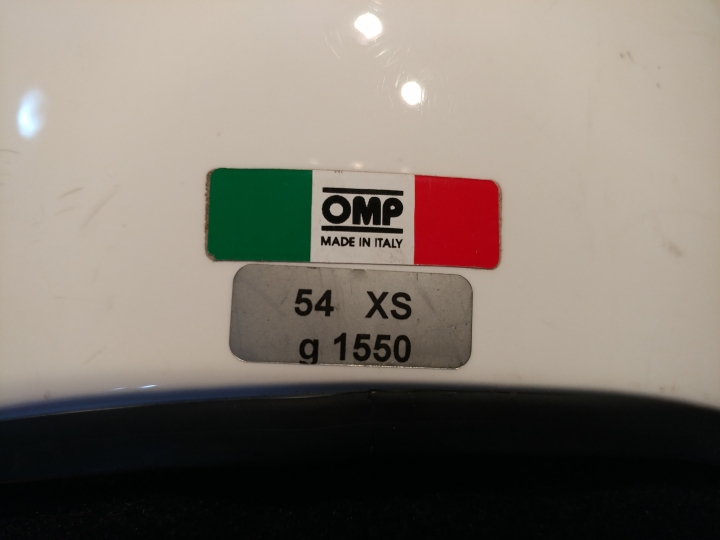 OMP
MADE IN ITALY
54 XS
g 1550